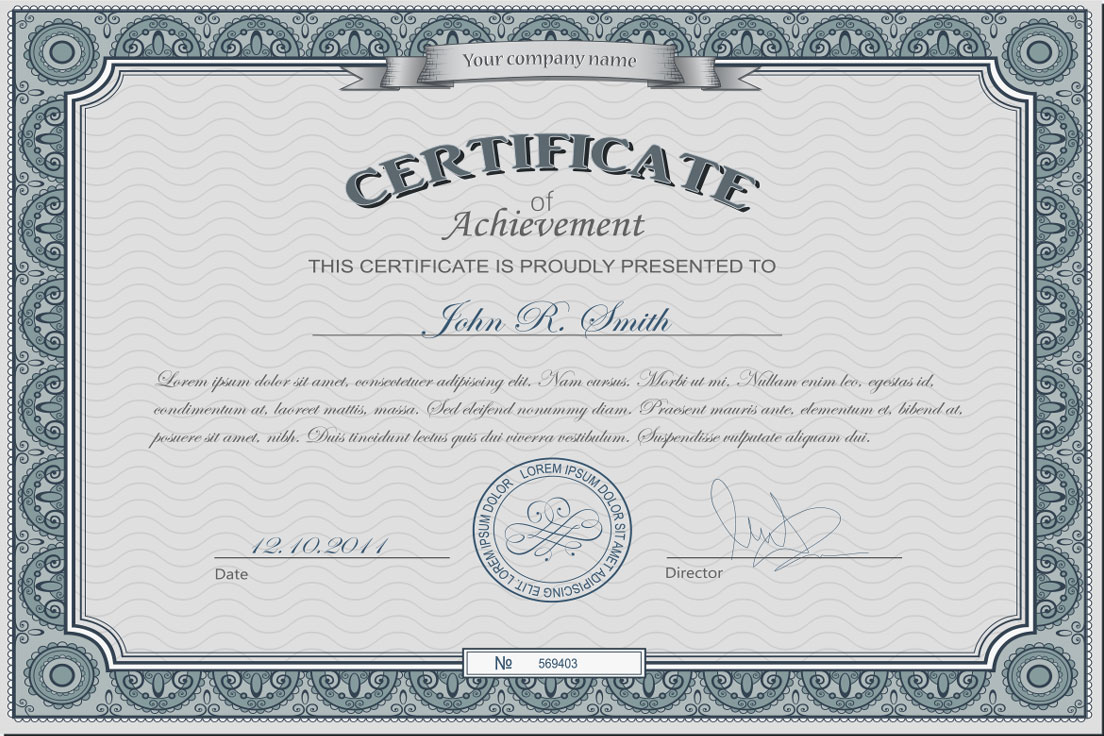 Your company name
CERTIFICATE
of
Achievement
THIS CERTIFICATE IS PROUDLY PRESENTED TO
John R. Smith
Lorem ipsum dolor sit amet, consectetuer adipiscing elit. Nam cursus. Morbi ut mi. Nullam enim leo, egestas id,
condimentum at, laoreet mattis, massa. Sed eleifend nonummy diam. Praesent mauris ante, elementum et, bibend at,
posuere sit amet, nibh. Duis tincidunt lectus quis dui viverra vestibulum. Suspendisse vulputate aliquam dui.
LOREM IPSUM DOLOR SIT AMET ADIPISCING ELIT. LOREM IPSUM DOLOR
12.10.2011
Date
Director
№ 569403